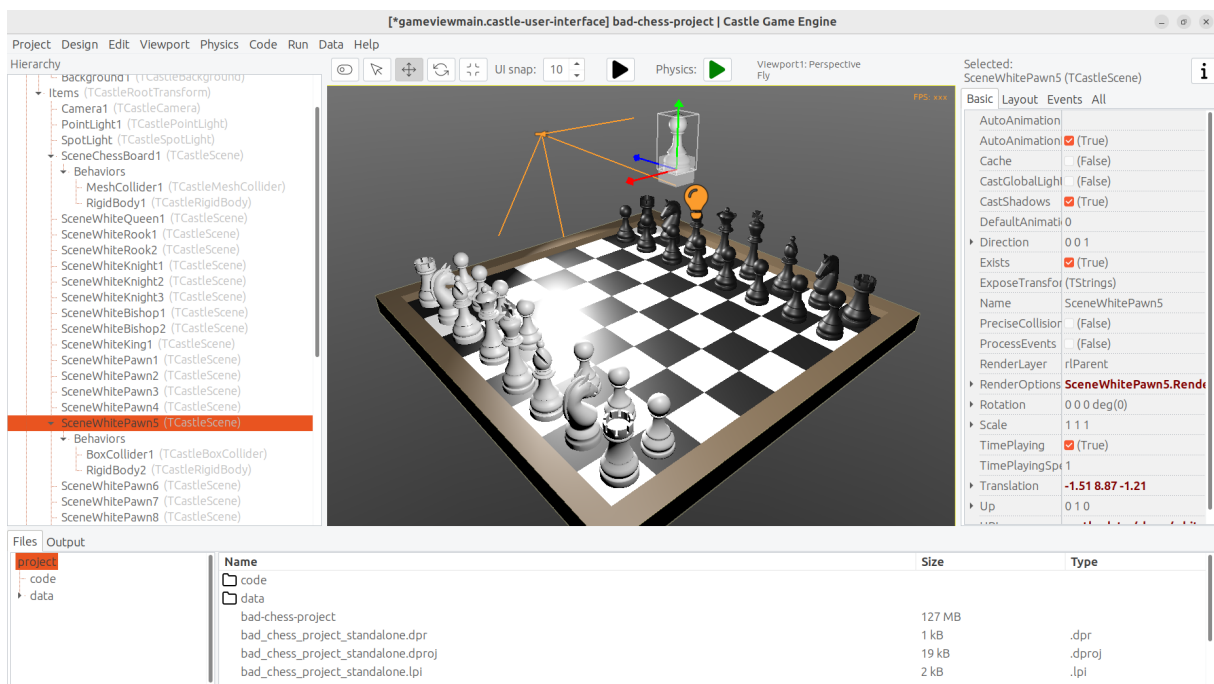 [*gameviewmain.castle-user-interface] bad-chess-project | Castle Game Engine
Project Design Edit Viewport Physics Code Run Data Help
Hierarchy
Background1 (TCastleBackground)
Items (TCastleRootTransform)
Camera1 (TCastleCamera)
PointLight1 (TCastlePointLight)
SpotLight (TCastleSpotLight)
SceneChessBoard1 (TCastleScene)
Behaviors
MeshCollider1 (TCastleMeshCollider)
RigidBody1 (TCastleRigidBody)
SceneWhiteQueen1 (TCastleScene)
SceneWhiteRook1 (TCastleScene)
SceneWhiteRook2 (TCastleScene)
SceneWhiteKnight1 (TCastleScene)
SceneWhiteKnight2 (TCastleScene)
SceneWhiteKnight3 (TCastleScene)
SceneWhiteBishop1 (TCastleScene)
SceneWhiteBishop2 (TCastleScene)
SceneWhiteKing1 (TCastleScene)
SceneWhitePawn1 (TCastleScene)
SceneWhitePawn2 (TCastleScene)
SceneWhitePawn3 (TCastleScene)
SceneWhitePawn4 (TCastleScene)
SceneWhitePawn5 (TCastleScene)
Behaviors
BoxCollider1 (TCastleBoxCollider)
RigidBody2 (TCastleRigidBody)
SceneWhitePawn6 (TCastleScene)
SceneWhitePawn7 (TCastleScene)
SceneWhitePawn8 (TCastleScene)
UI snap: 10
Physics:
Viewport1: Perspective
Fly
FPS: xxx
Selected:
SceneWhitePawn5 (TCastleScene)
i
Basic Layout Events All
AutoAnimation
AutoAnimation (True)
Cache (False)
CastGlobalLigh (False)
CastShadows (True)
DefaultAnimati 0
Direction 0 0 1
Exists (True)
ExposeTransfor (TStrings)
Name SceneWhitePawn5
PreciseCollision (False)
ProcessEvents (False)
RenderLayer rlParent
RenderOptions SceneWhitePawn5.Rende
Rotation 0 0 0 deg(0)
Scale 1 1 1
TimePlaying (True)
TimePlayingSpe 1
Translation -1.51 8.87 -1.21
Up 0 1 0
Files Output
project
code
data
Name Size Type
code
data
bad-chess-project 127 MB
bad_chess_project_standalone.dpr 1 kB .dpr
bad_chess_project_standalone.dproj 19 kB .dproj
bad_chess_project_standalone.lpi 2 kB .lpi